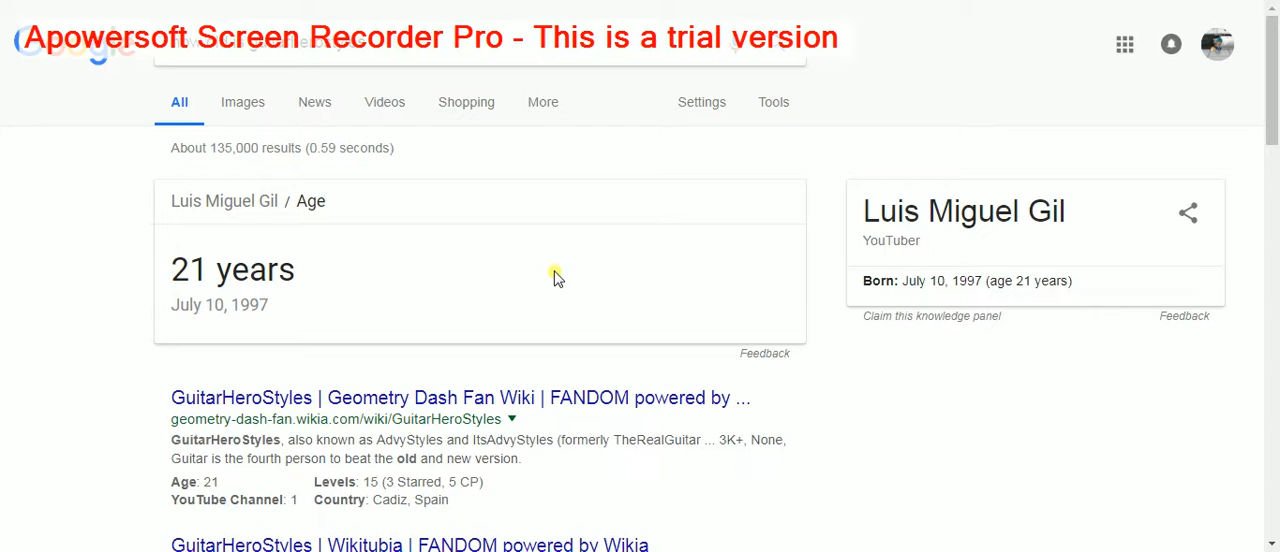 Apowersoft Screen Recorder Pro - This is a trial version
All Images News Videos Shopping More Settings Tools
About 135,000 results (0.59 seconds)
Luis Miguel Gil / Age
21 years
July 10, 1997
Feedback
Luis Miguel Gil
YouTuber
Born: July 10, 1997 (age 21 years)
Claim this knowledge panel Feedback
GuitarHeroStyles | Geometry Dash Fan Wiki | FANDOM powered by ...
geometry-dash-fan.wikia.com/wiki/GuitarHeroStyles
GuitarHeroStyles, also known as AdvyStyles and ItsAdvyStyles (formerly TheRealGuitar ... 3K+, None,
Guitar is the fourth person to beat the old and new version.
Age: 21 Levels: 15 (3 Starred, 5 CP)
YouTube Channel: 1 Country: Cadiz, Spain
GuitarHeroStyles | Wikitubia | FANDOM powered by Wikia